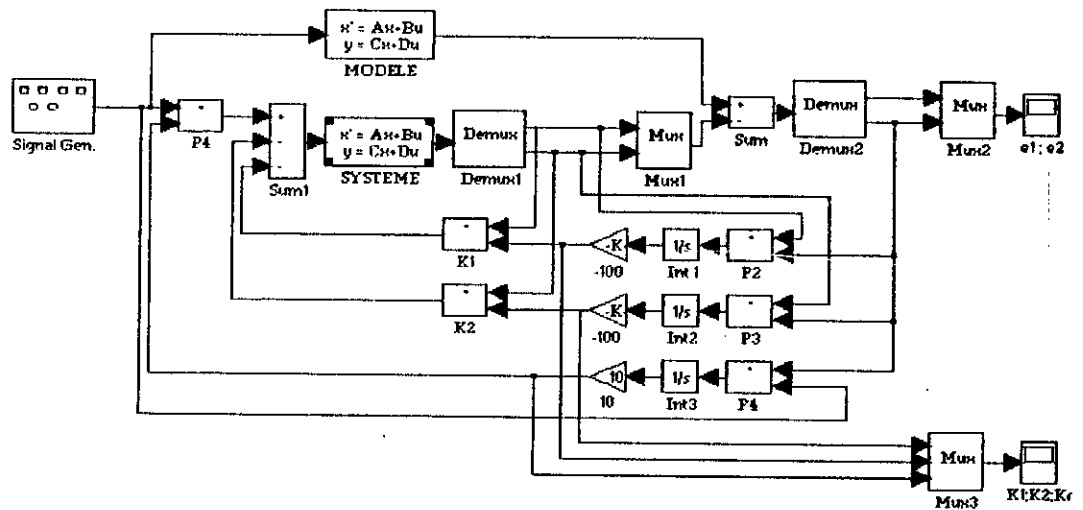 x' = Ax+Bu
y = Cx+Du
MODELE
Signal Gen.
*
P4
+
-
-
Sum1
x' = Ax+Bu
y = Cx+Du
SYSTEME
Demux
Demux1
Mux
Mux1
+
-
Sum
Demux
Demux2
Mux
Mux2
e1; e2
*
K1
-K
-100
1/s
Int1
*
P2
*
K2
-K
-100
1/s
Int2
*
P3
10
10
1/s
Int3
*
P4
Mux
Mux3
K1;K2;Kr